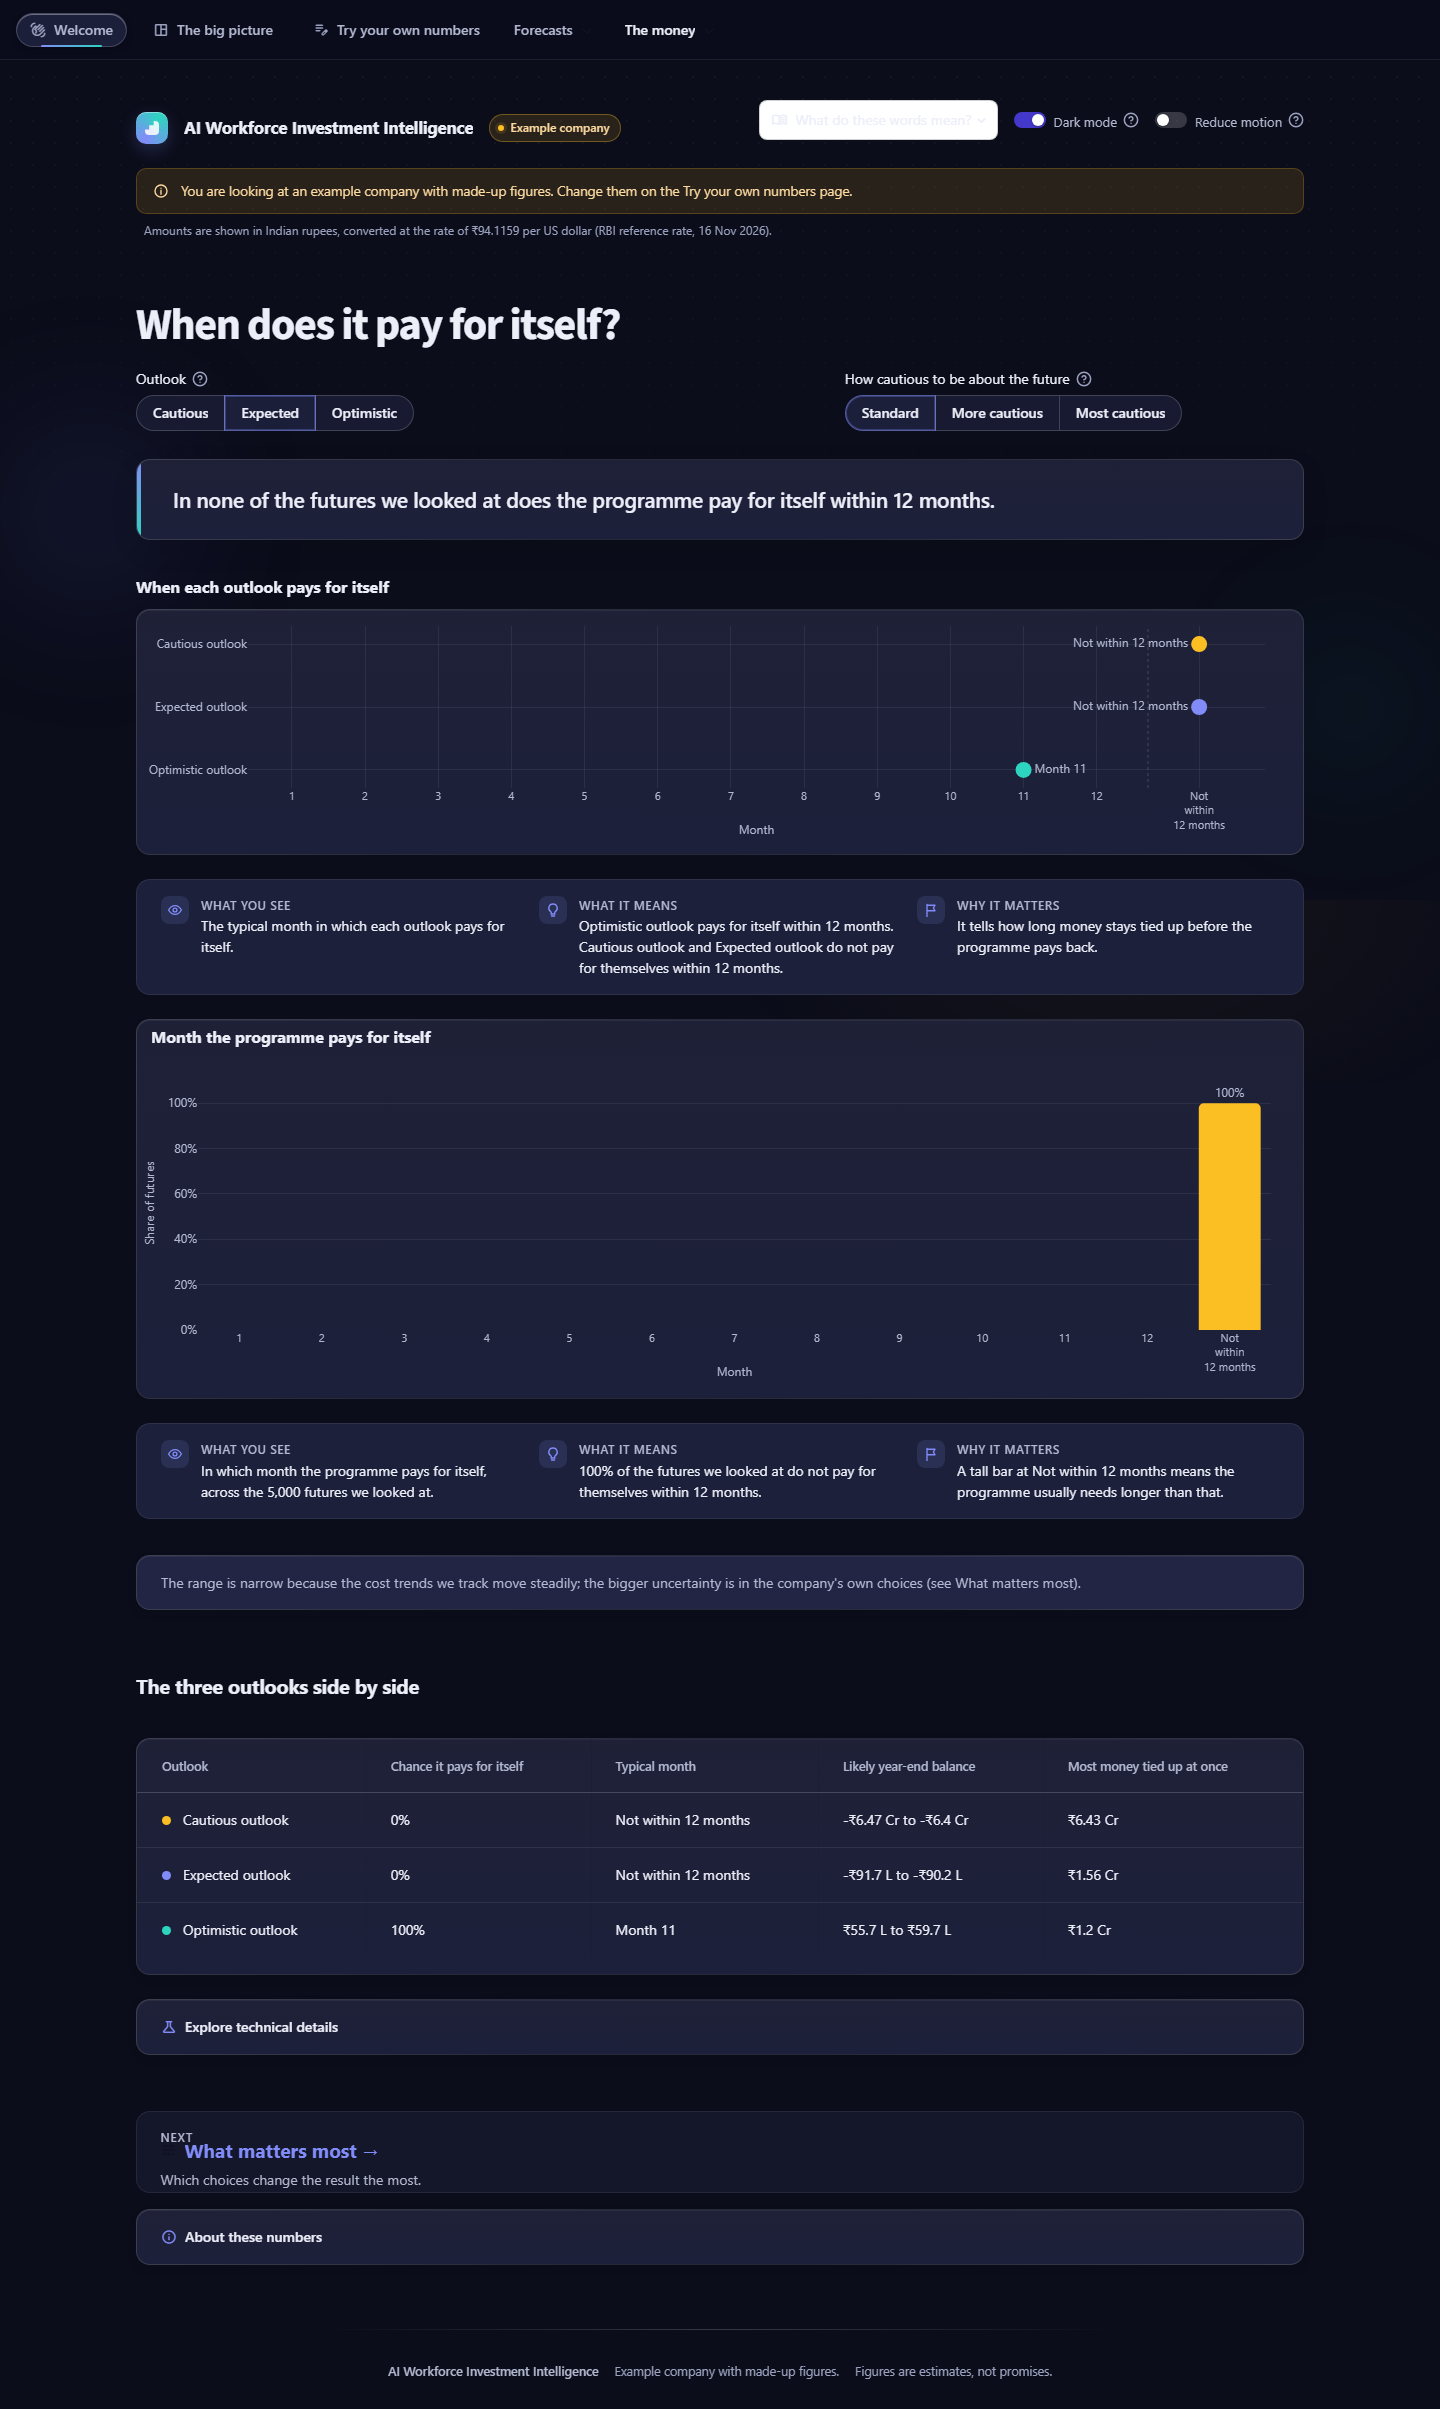 Welcome
The big picture
Try your own numbers
Forecasts
The money
AI Workforce Investment Intelligence
Example company
What do these words mean?
Dark mode
Reduce motion
You are looking at an example company with made-up figures. Change them on the Try your own numbers page.
Amounts are shown in Indian rupees, converted at the rate of ₹94.1159 per US dollar (RBI reference rate, 16 Nov 2026).
When does it pay for itself?
Outlook
How cautious to be about the future
Cautious Expected Optimistic
Standard More cautious Most cautious
In none of the futures we looked at does the programme pay for itself within 12 months.
When each outlook pays for itself
Cautious outlook
Not within 12 months
Expected outlook
Not within 12 months
Optimistic outlook
Month 11
1 2 3 4 5 6 7 8 9 10 11 12
Not
within
12 months
Month
WHAT YOU SEE
The typical month in which each outlook pays for
itself.
WHAT IT MEANS
Optimistic outlook pays for itself within 12 months.
Cautious outlook and Expected outlook do not pay
for themselves within 12 months.
WHY IT MATTERS
It tells how long money stays tied up before the
programme pays back.
Month the programme pays for itself
100%
100%
80%
60%
40%
20%
0%
Share of futures
1 2 3 4 5 6 7 8 9 10 11 12
Not
within
12 months
Month
WHAT YOU SEE
In which month the programme pays for itself,
across the 5,000 futures we looked at.
WHAT IT MEANS
100% of the futures we looked at do not pay for
themselves within 12 months.
WHY IT MATTERS
A tall bar at Not within 12 months means the
programme usually needs longer than that.
The range is narrow because the cost trends we track move steadily; the bigger uncertainty is in the company's own choices (see What matters most).
The three outlooks side by side
Outlook Chance it pays for itself Typical month Likely year-end balance Most money tied up at once
Cautious outlook 0% Not within 12 months -₹6.47 Cr to -₹6.4 Cr ₹6.43 Cr
Expected outlook 0% Not within 12 months -₹91.7 L to -₹90.2 L ₹1.56 Cr
Optimistic outlook 100% Month 11 ₹55.7 L to ₹59.7 L ₹1.2 Cr
Explore technical details
NEXT
What matters most →
Which choices change the result the most.
About these numbers
AI Workforce Investment Intelligence Example company with made-up figures. Figures are estimates, not promises.